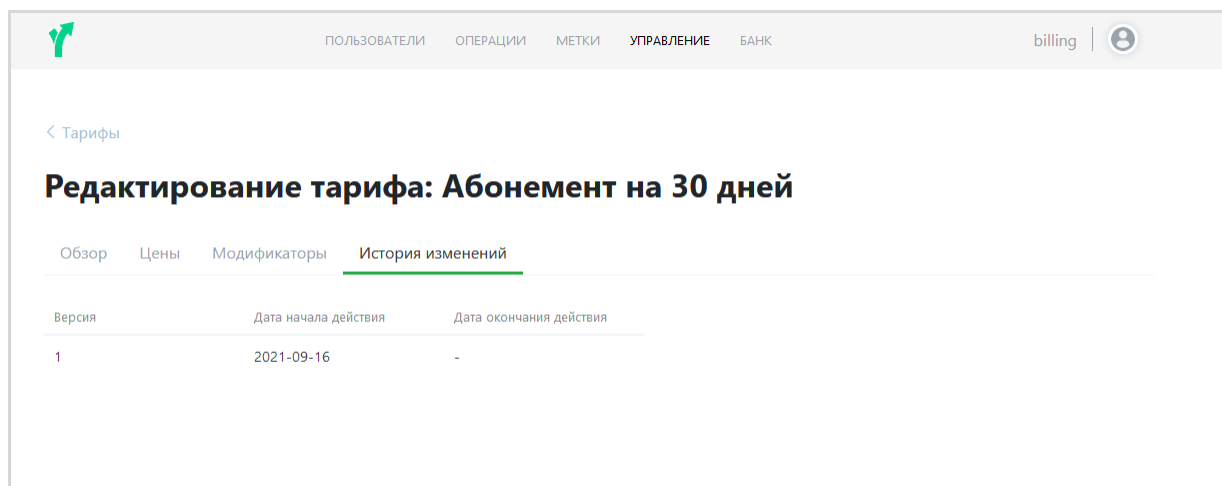 ПОЛЬЗОВАТЕЛИ ОПЕРАЦИИ МЕТКИ УПРАВЛЕНИЕ БАНК billing
Тарифы
Редактирование тарифа: Абонемент на 30 дней
Обзор Цены Модификаторы История изменений
Версия Дата начала действия Дата окончания действия
1 2021-09-16 -